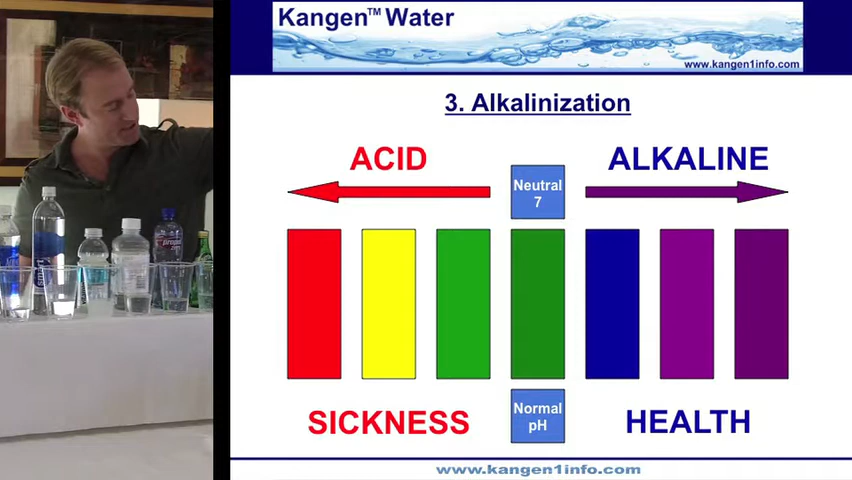 Kangen™ Water
www.kangen1info.com
3. Alkalinization
ACID
ALKALINE
Neutral
7
Normal
pH
SICKNESS
HEALTH
www.kangen1info.com